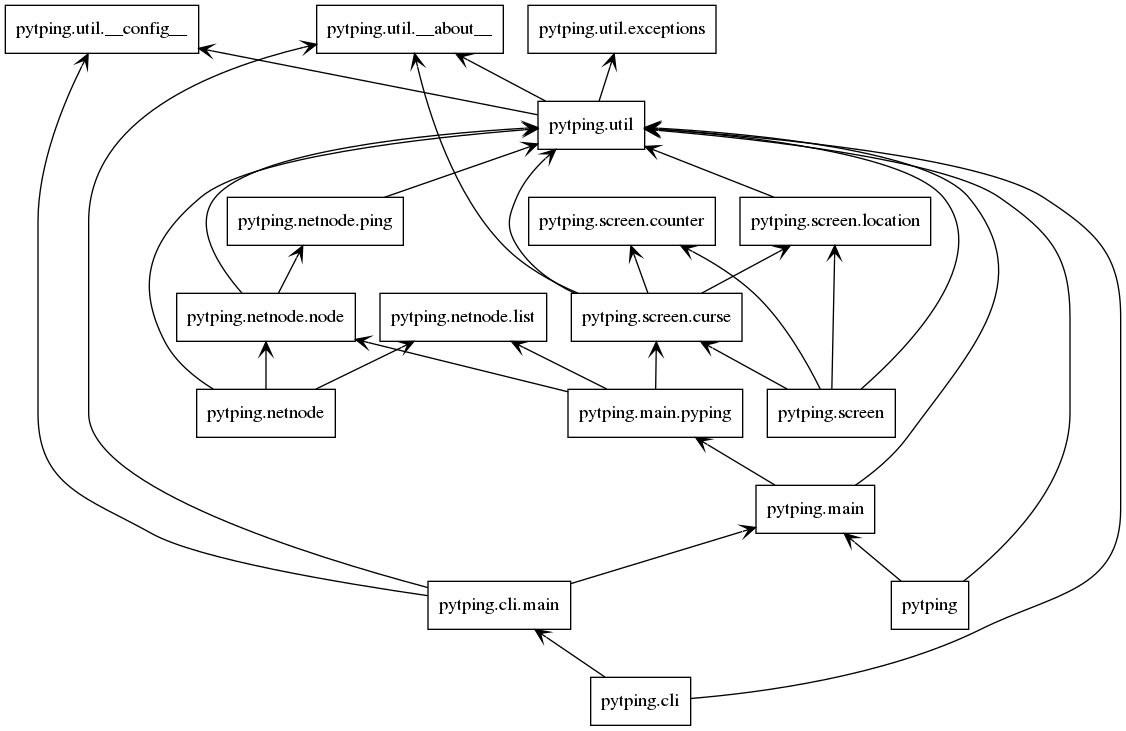 pytping.util.__config__
pytping.util.__about__
pytping.util.exceptions
pytping.util
pytping.netnode.ping
pytping.screen.counter
pytping.screen.location
pytping.netnode.node
pytping.netnode.list
pytping.screen.curse
pytping.netnode
pytping.main.pyping
pytping.screen
pytping.main
pytping.cli.main
pytping
pytping.cli